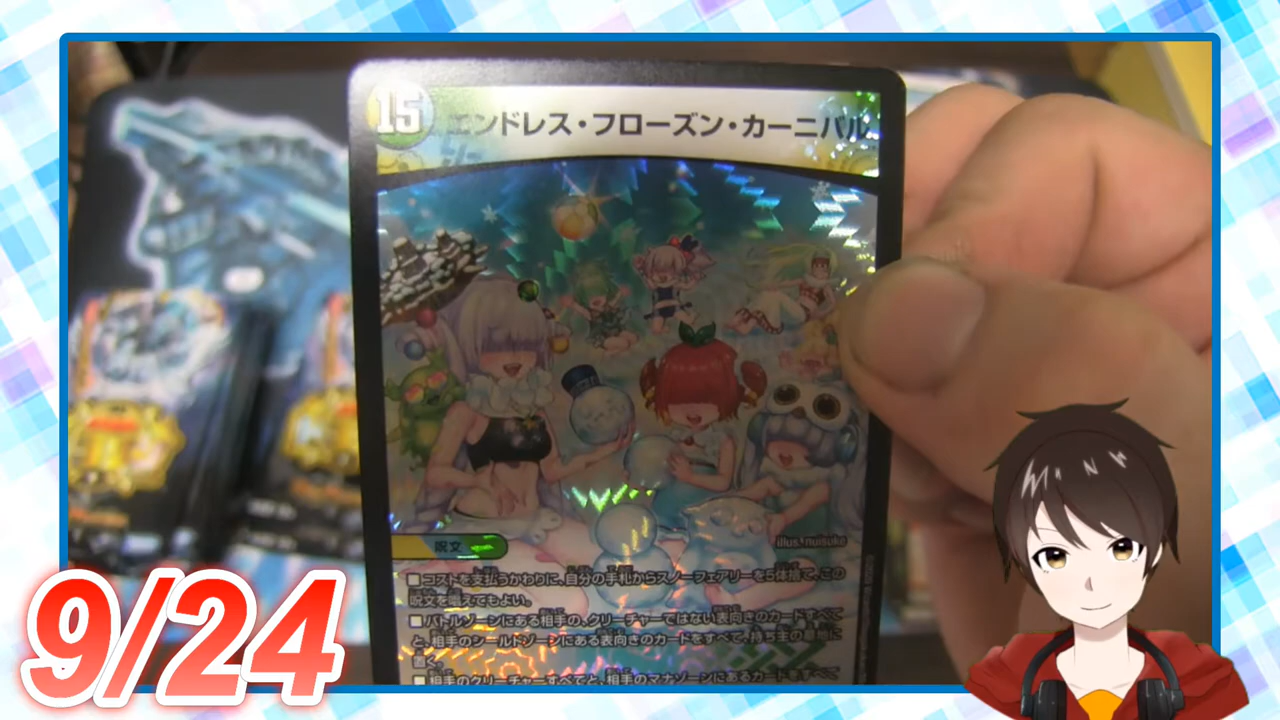 15
エンドレス・フローズン・カーニバル
呪文
illus. nuisuke
■コストを支払うかわりに、自分の手札からスノーフェアリーを5体捨て、この
呪文を唱えてもよい。
■バトルゾーンにある相手の、クリーチャーではない表向きのカードすべて
と、相手のシールドゾーンにある表向きのカードをすべて、持ち主の墓地に
置く。
■相手のクリーチャーすべてと、相手のマナゾーンにあるカードをすべて
9/24